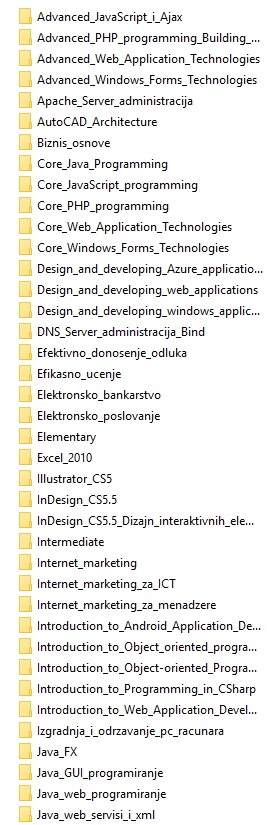 Advanced_JavaScript_i_Ajax
Advanced_PHP_programming_Building_...
Advanced_Web_Application_Technologies
Advanced_Windows_Forms_Technologies
Apache_Server_administracija
AutoCAD_Architecture
Biznis_osnove
Core_Java_Programming
Core_JavaScript_programming
Core_PHP_programming
Core_Web_Application_Technologies
Core_Windows_Forms_Technologies
Design_and_developing_Azure_applicatio...
Design_and_developing_web_applications
Design_and_developing_windows_applic...
DNS_Server_administracija_Bind
Efektivno_donosenje_odluka
Efikasno_ucenje
Elektronsko_bankarstvo
Elektronsko_poslovanje
Elementary
Excel_2010
Illustrator_CS5
InDesign_CS5.5
InDesign_CS5.5_Dizajn_interaktivnih_ele...
Intermediate
Internet_marketing
Internet_marketing_za_ICT
Internet_marketing_za_menadzere
Introduction_to_Android_Application_De...
Introduction_to_Object_oriented_progra...
Introduction_to_Object-oriented_Progra...
Introduction_to_Programming_in_CSharp
Introduction_to_Web_Application_Devel...
Izgradnja_i_odrzavanje_pc_racunara
Java_FX
Java_GUI_programiranje
Java_web_programiranje
Java_web_servisi_i_xml